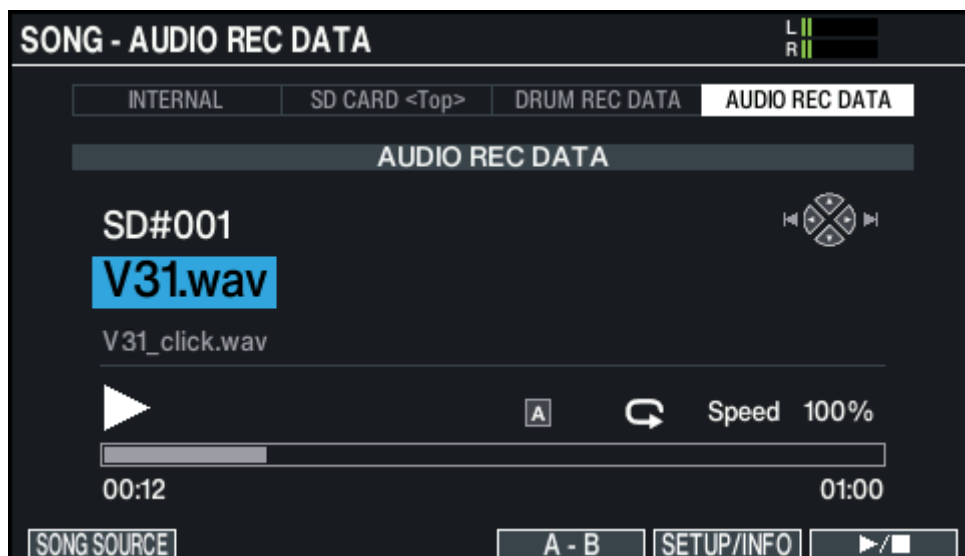 SONG - AUDIO REC DATA
L
R
INTERNAL SD CARD <Top> DRUM REC DATA AUDIO REC DATA
AUDIO REC DATA
SD#001
V31.wav
V31_click.wav
A Speed 100%
00:12 01:00
SONG SOURCE A - B SETUP/INFO ▶/■